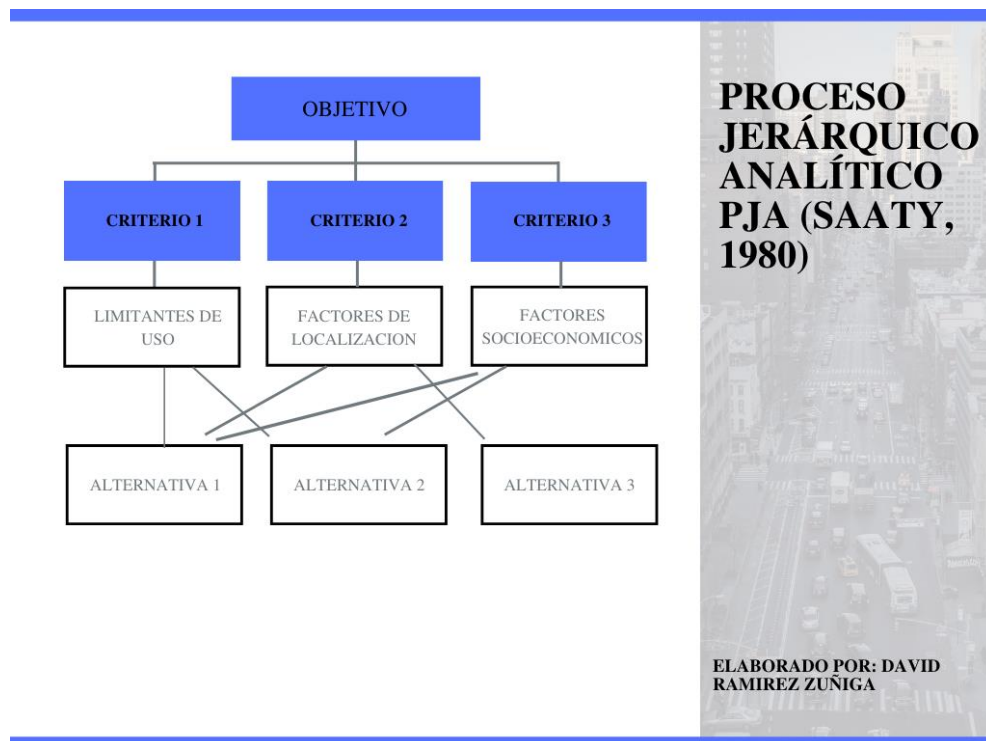 OBJETIVO
CRITERIO 1
CRITERIO 2
CRITERIO 3
LIMITANTES DE
USO
FACTORES DE
LOCALIZACION
FACTORES
SOCIOECONOMICOS
ALTERNATIVA 1
ALTERNATIVA 2
ALTERNATIVA 3
PROCESO
JERÁRQUICO
ANALÍTICO
PJA (SAATY,
1980)
ELABORADO POR: DAVID
RAMIREZ ZUÑIGA